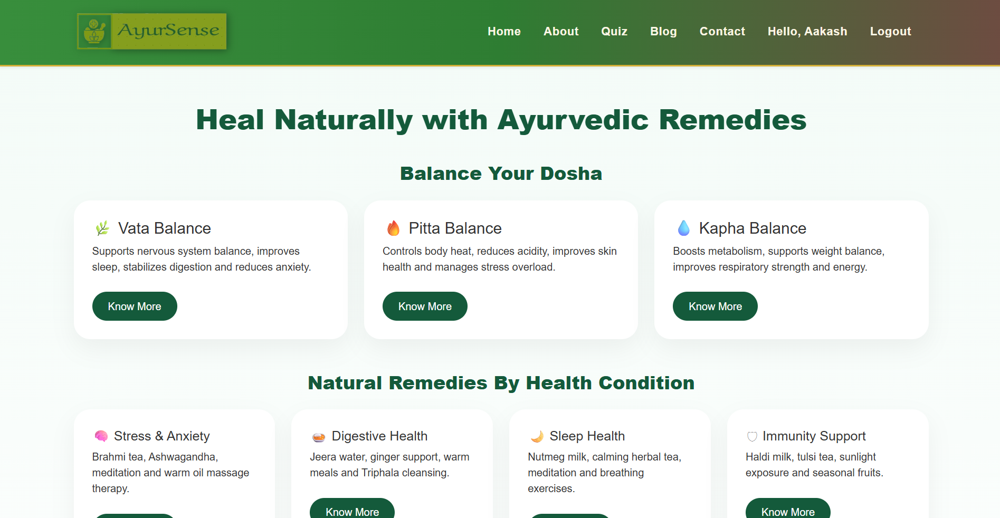 AyurSense
Home About Quiz Blog Contact Hello, Aakash Logout
Heal Naturally with Ayurvedic Remedies
Balance Your Dosha
Vata Balance
Supports nervous system balance, improves
sleep, stabilizes digestion and reduces anxiety.
Know More
Pitta Balance
Controls body heat, reduces acidity, improves skin
health and manages stress overload.
Know More
Kapha Balance
Boosts metabolism, supports weight balance,
improves respiratory strength and energy.
Know More
Natural Remedies By Health Condition
Stress & Anxiety
Brahmi tea, Ashwagandha,
meditation and warm oil massage
therapy.
Digestive Health
Jeera water, ginger support, warm
meals and Triphala cleansing.
Know More
Sleep Health
Nutmeg milk, calming herbal tea,
meditation and breathing
exercises.
Immunity Support
Haldi milk, tulsi tea, sunlight
exposure and seasonal fruits.
Know More